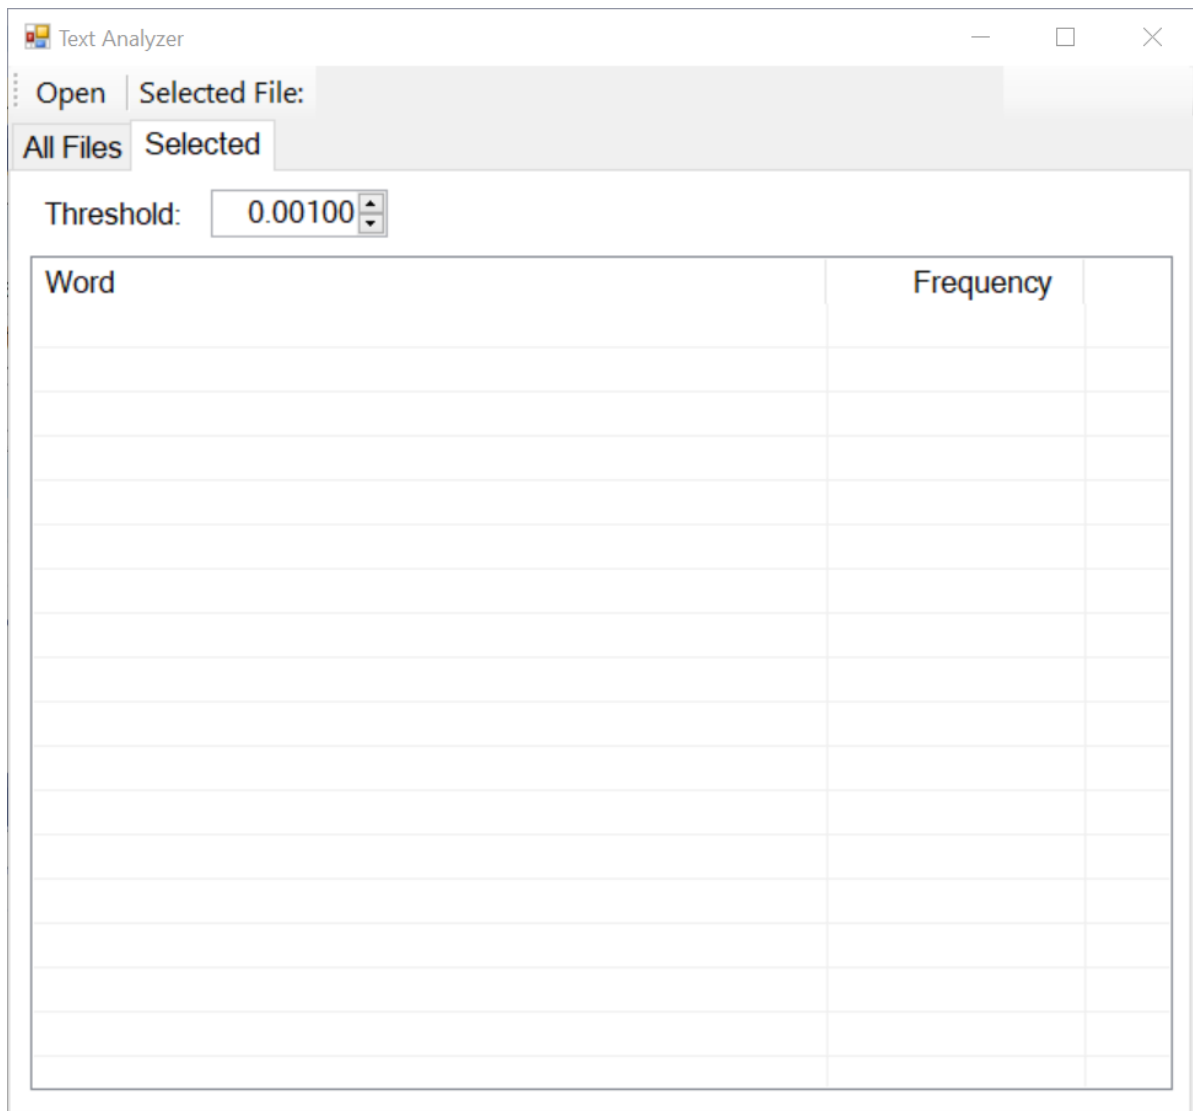 Text Analyzer
Open Selected File:
All Files Selected
Threshold: 0.00100
Word Frequency